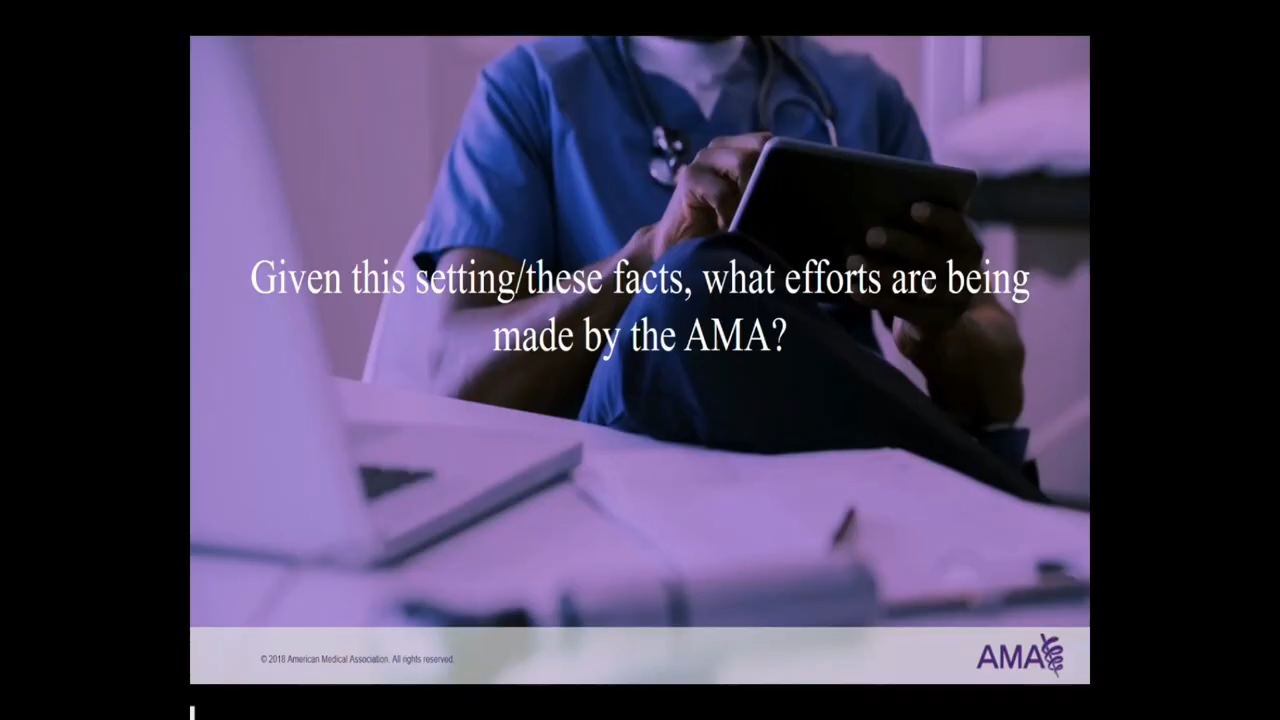 Given this setting/these facts, what efforts are being
made by the AMA?
© 2018 American Medical Association. All rights reserved.
AMA